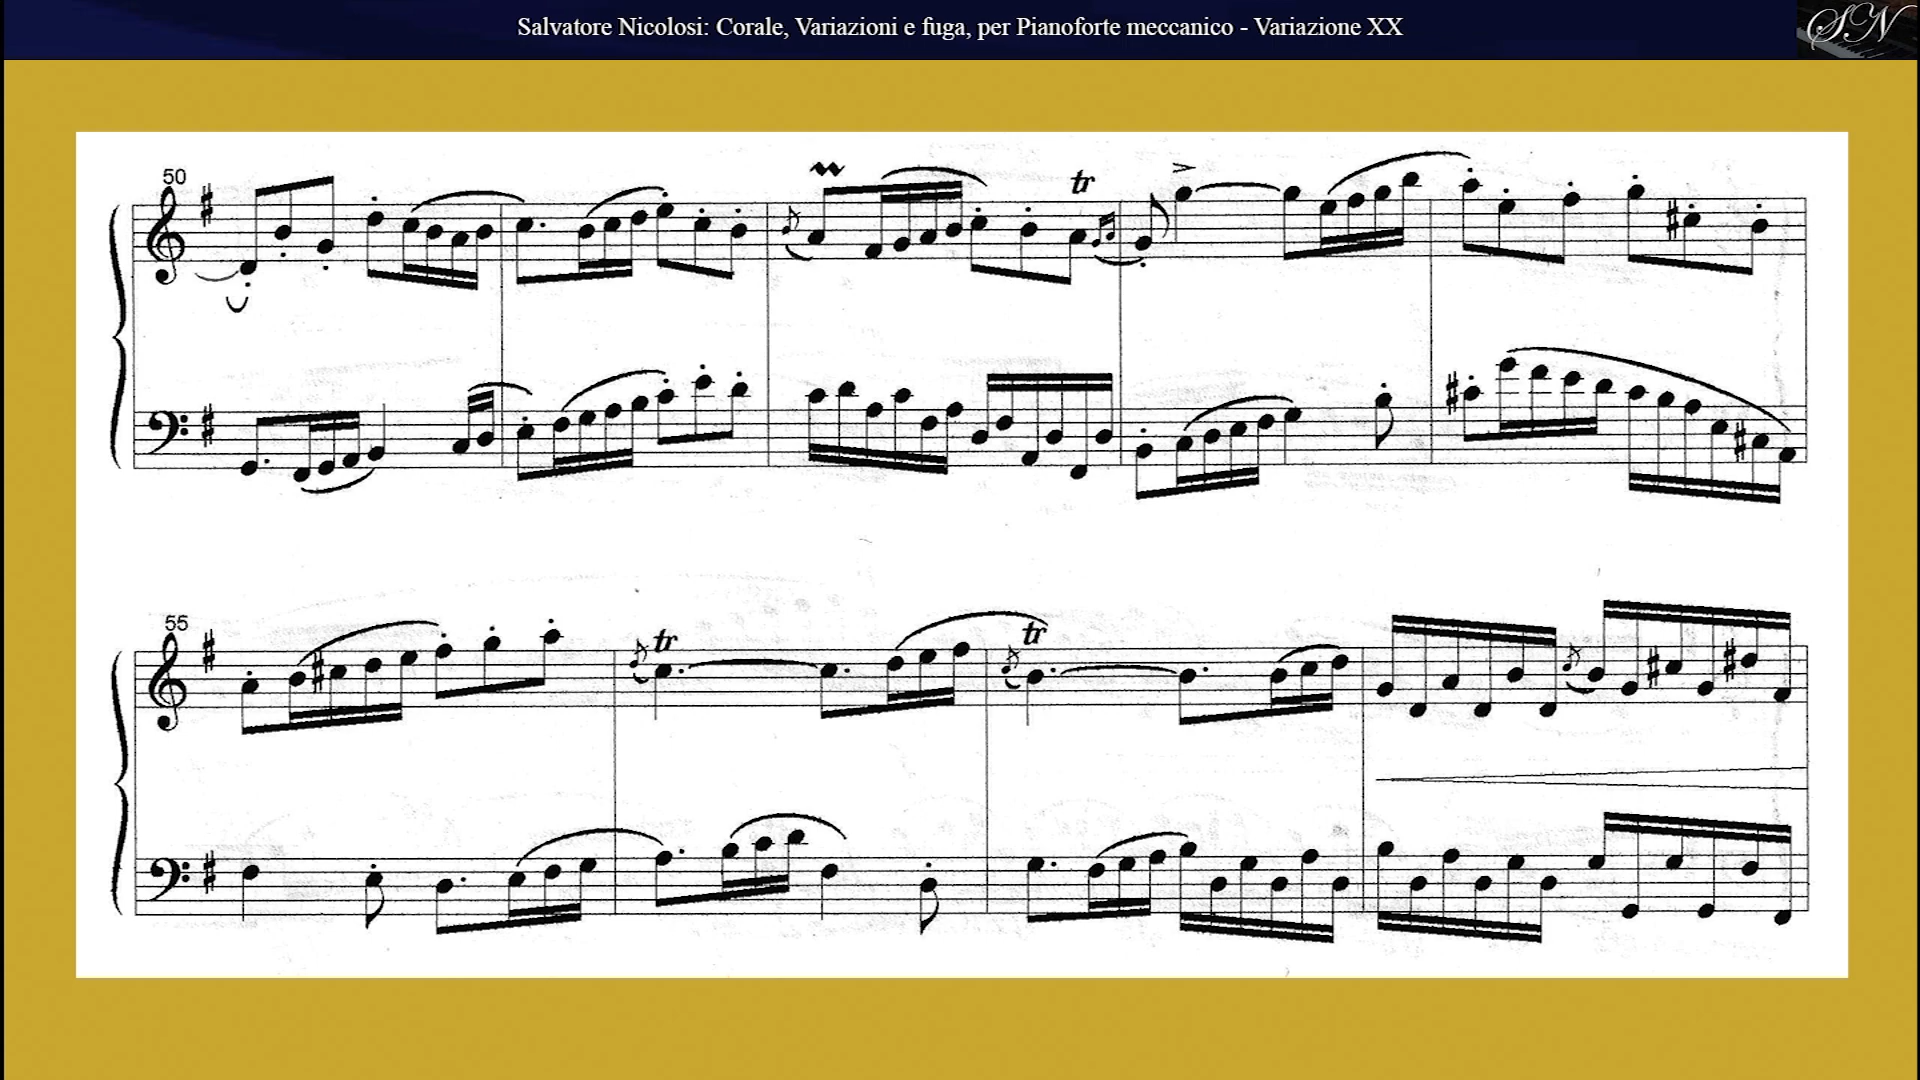 Salvatore Nicolosi: Corale, Variazioni e fuga, per Pianoforte meccanico - Variazione XX
SN
50
tr
55
tr
tr